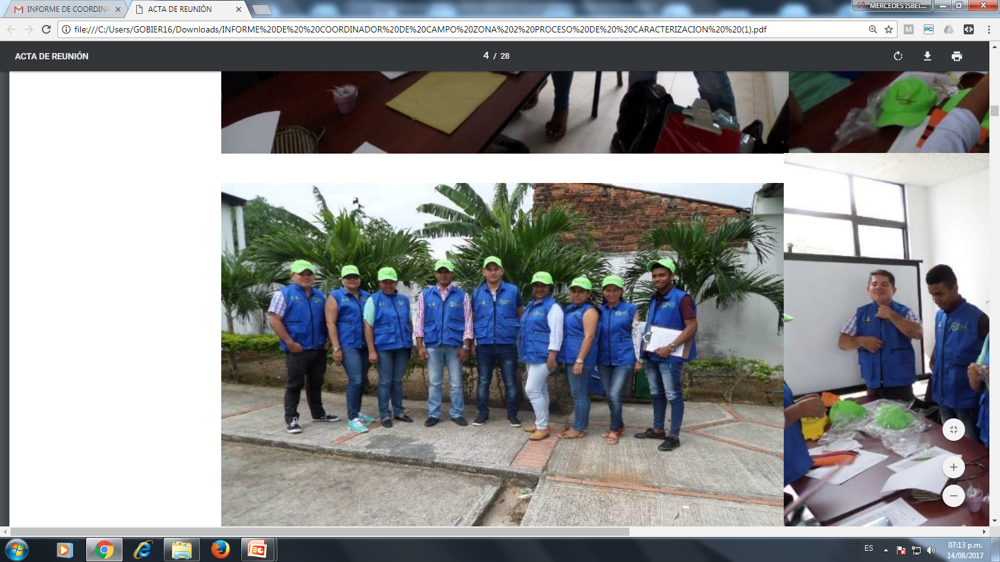 INFORME DE COORDINA
ACTA DE REUNIÓN
MERCEDES ISBEL...
file:///C:/Users/GOBIER16/Downloads/INFORME%20DE%20%20COORDINADOR%20DE%20CAMPO%20ZONA%202%20PROCESO%20DE%20%20CARACTERIZACION%20%20(1).pdf
M
PC
ACTA DE REUNIÓN
4 / 28
ES
07:13 p.m.
14/08/2017